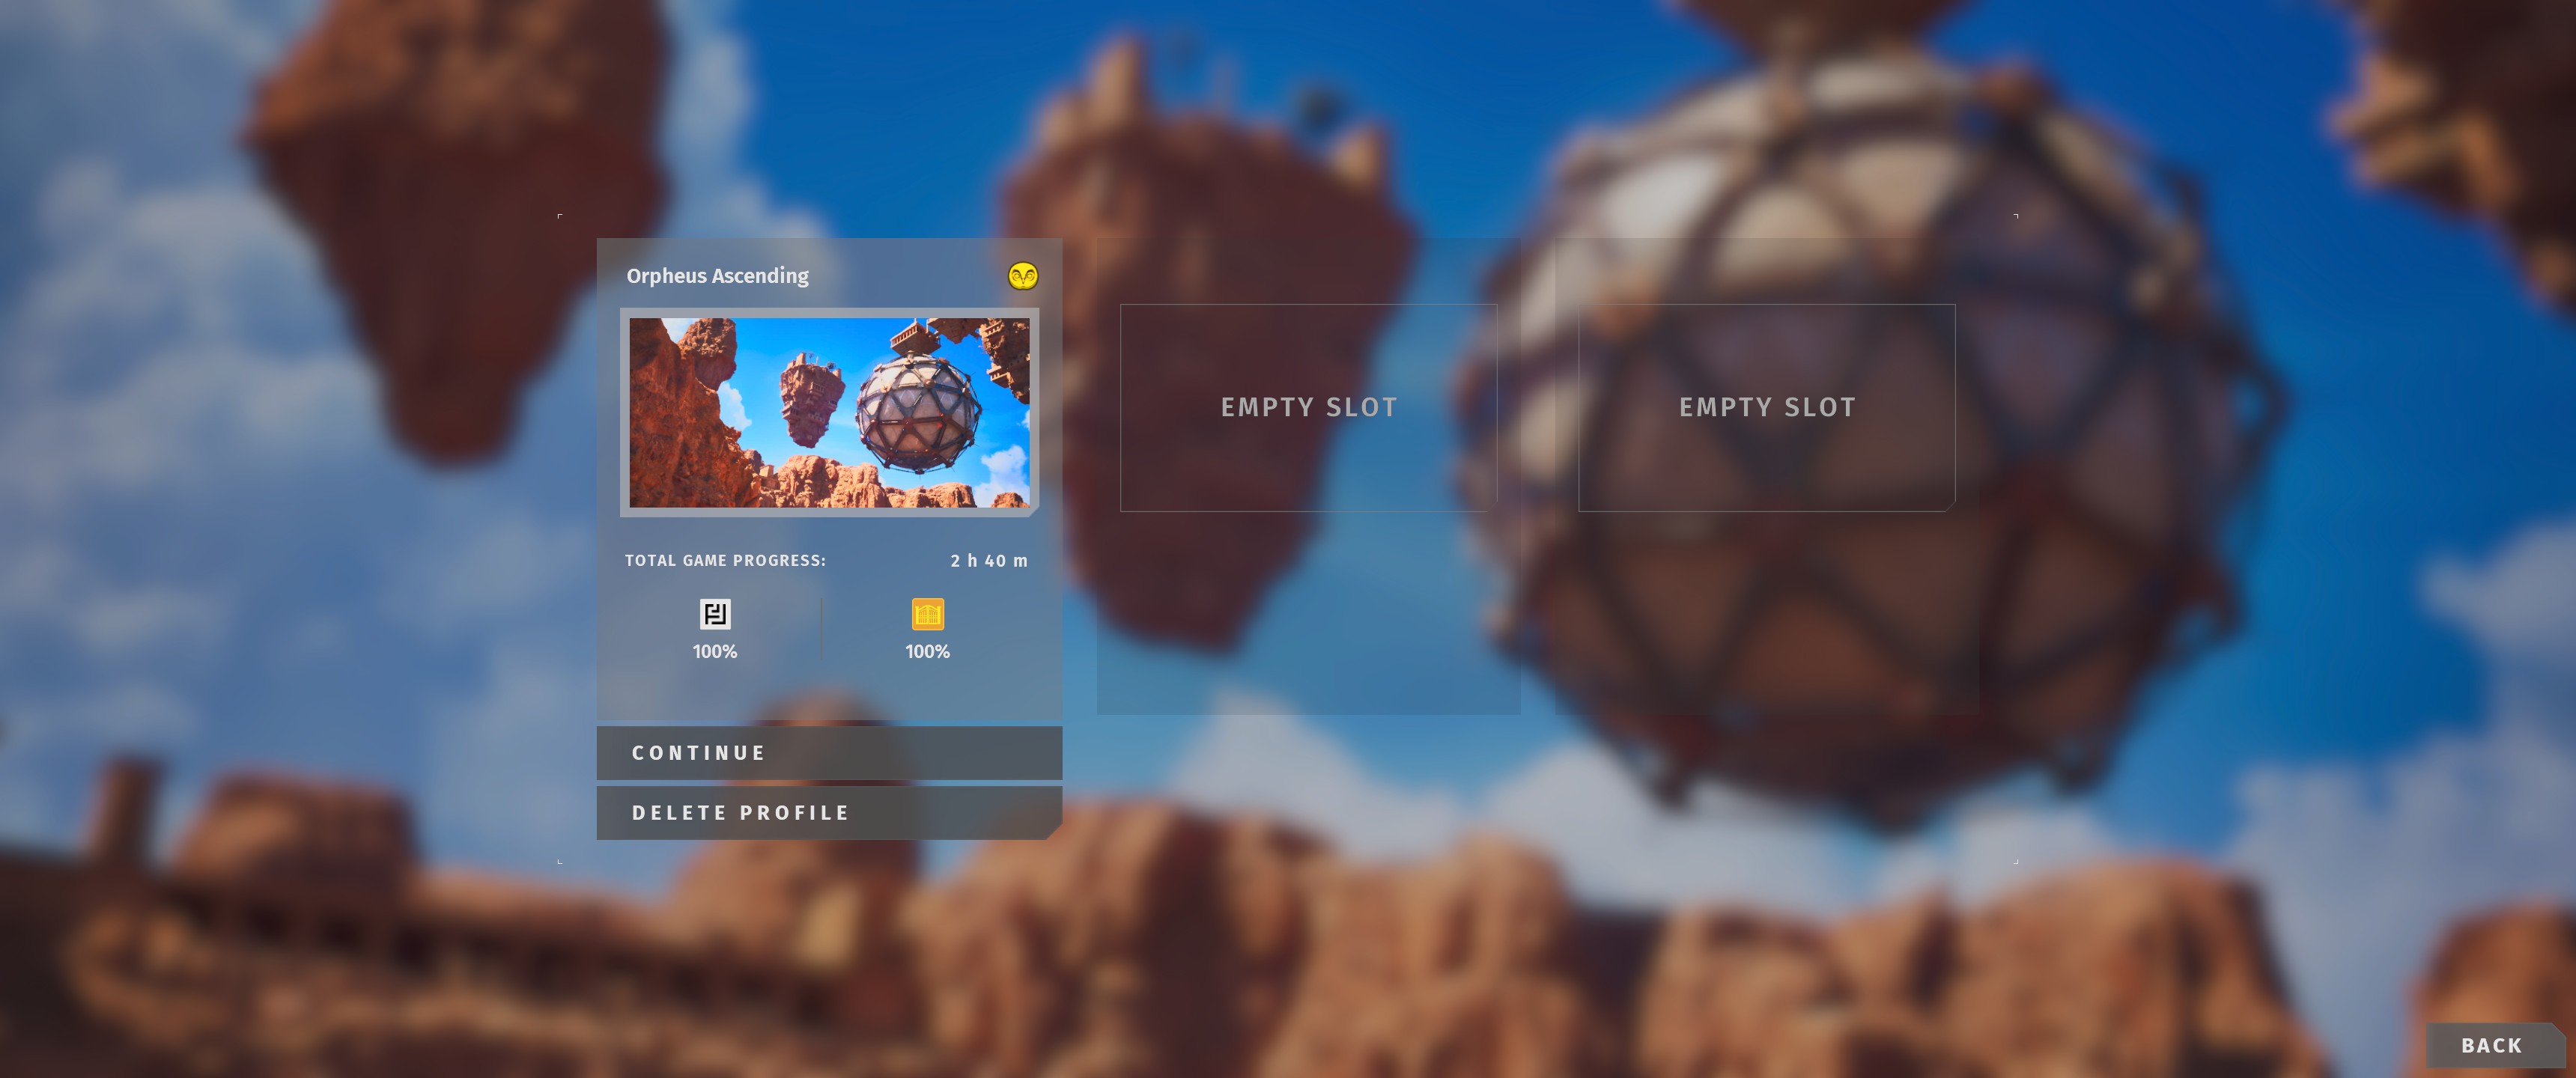 Orpheus Ascending
TOTAL GAME PROGRESS: 2 h 40 m
100% 100%
CONTINUE
DELETE PROFILE
EMPTY SLOT
EMPTY SLOT
BACK